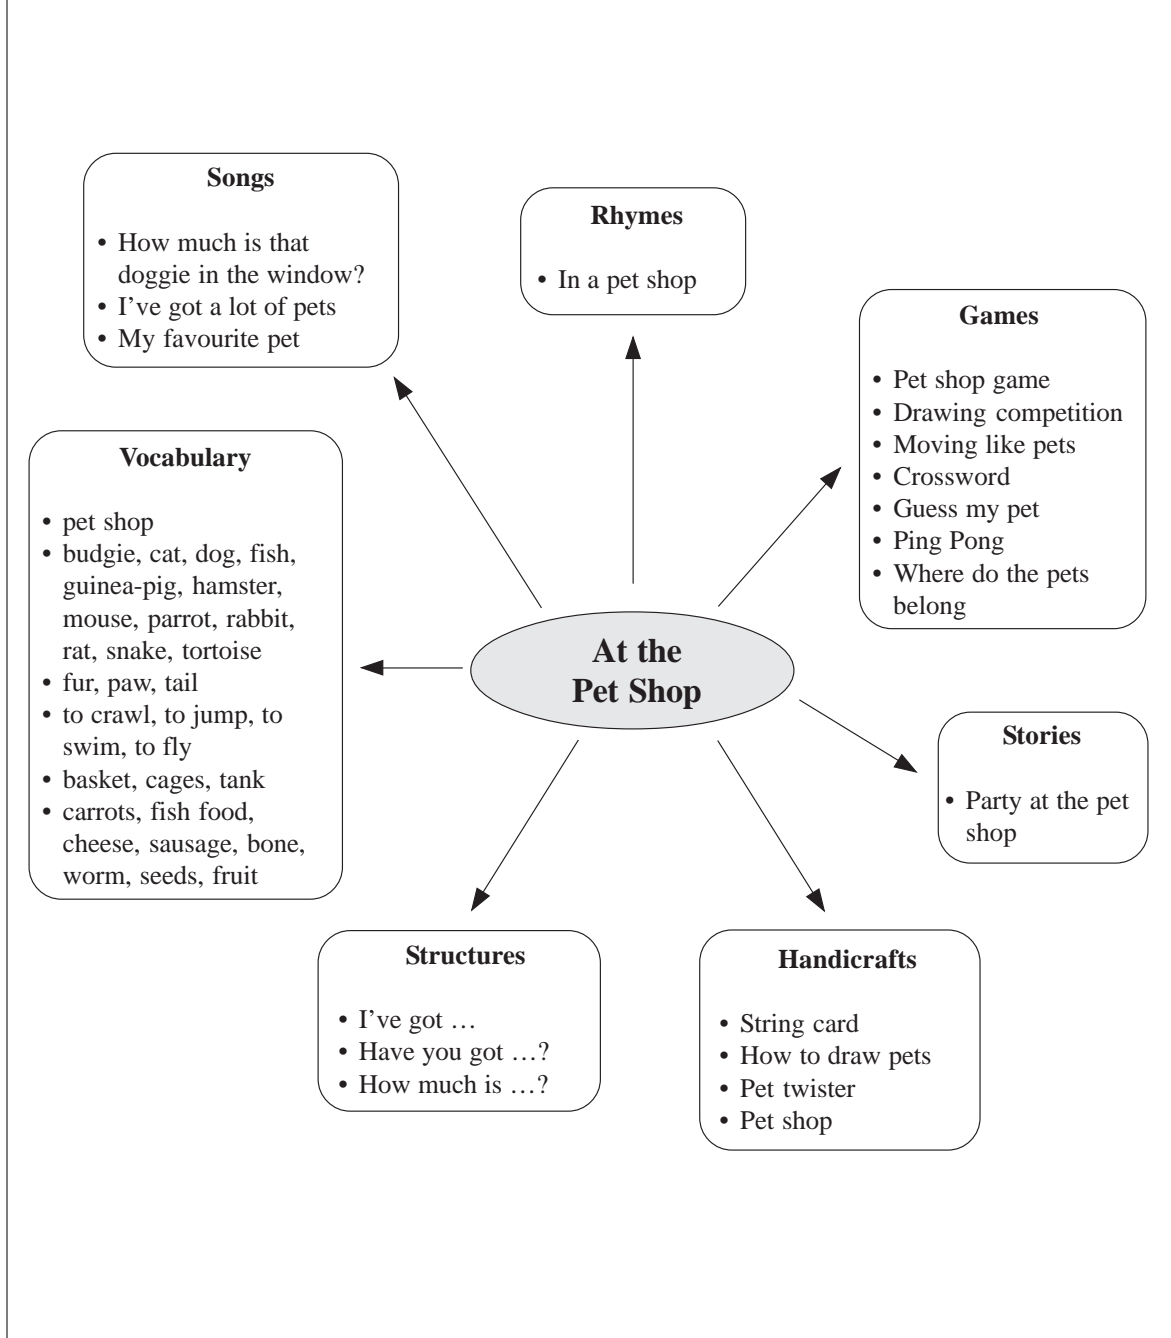 Songs
• How much is that
doggie in the window?
• I’ve got a lot of pets
• My favourite pet
Rhymes
• In a pet shop
Games
• Pet shop game
• Drawing competition
• Moving like pets
• Crossword
• Guess my pet
• Ping Pong
• Where do the pets
belong
Vocabulary
• pet shop
• budgie, cat, dog, fish,
guinea-pig, hamster,
mouse, parrot, rabbit,
rat, snake, tortoise
• fur, paw, tail
• to crawl, to jump, to
swim, to fly
• basket, cages, tank
• carrots, fish food,
cheese, sausage, bone,
worm, seeds, fruit
At the
Pet Shop
Stories
• Party at the pet
shop
Structures
• I’ve got …
• Have you got …?
• How much is …?
Handicrafts
• String card
• How to draw pets
• Pet twister
• Pet shop